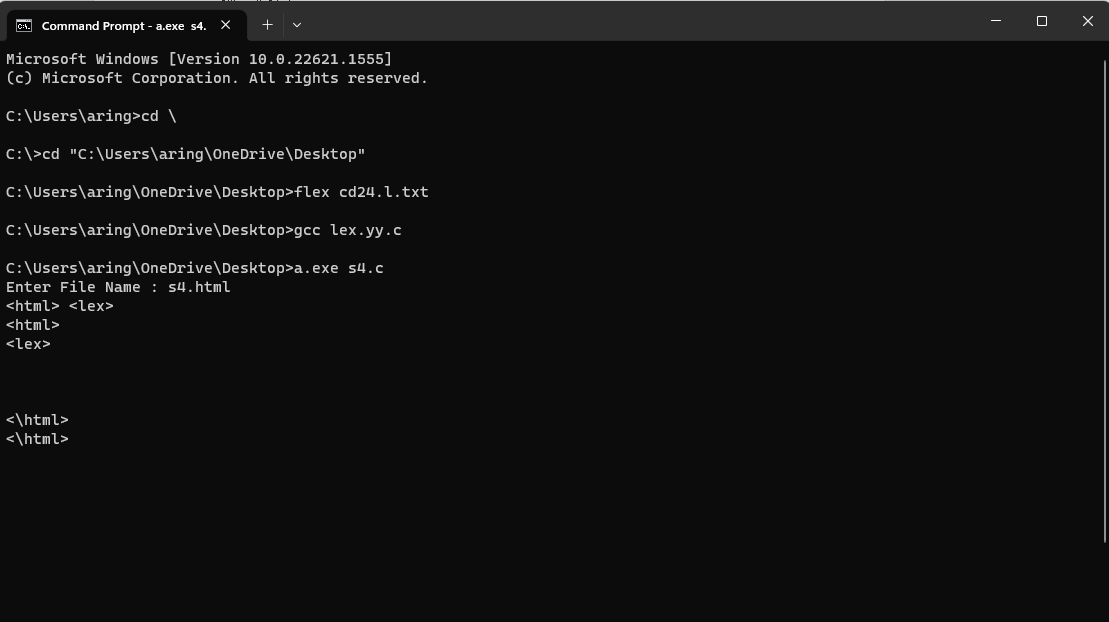 Command Prompt - a.exe s4.
Microsoft Windows [Version 10.0.22621.1555]
(c) Microsoft Corporation. All rights reserved.
C:\Users\aring>cd \
C:\>cd "C:\Users\aring\OneDrive\Desktop"
C:\Users\aring\OneDrive\Desktop>flex cd24.l.txt
C:\Users\aring\OneDrive\Desktop>gcc lex.yy.c
C:\Users\aring\OneDrive\Desktop>a.exe s4.c
Enter File Name : s4.html
<html> <lex>
<html>
<lex>
<\html>
<\html>